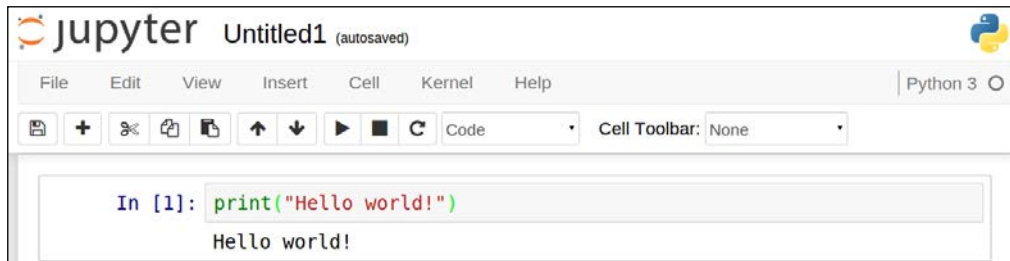 jupyter Untitled1 (autosaved)
File Edit View Insert Cell Kernel Help Python 3
Code Cell Toolbar: None
In [1]: print("Hello world!")
Hello world!